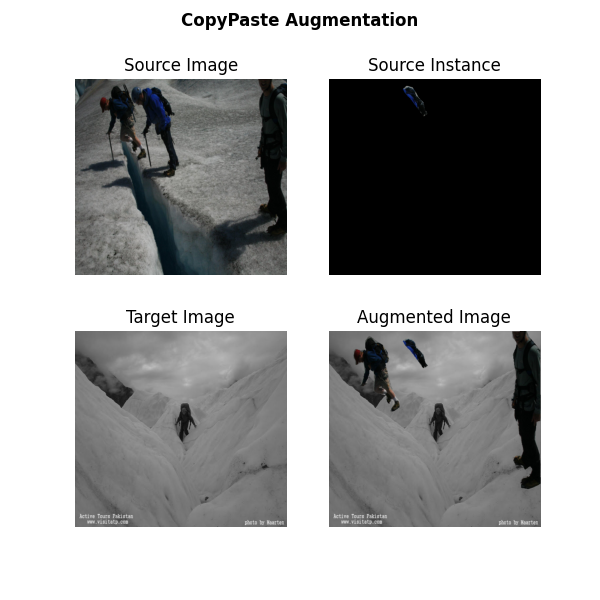 CopyPaste Augmentation
Source Image
Source Instance
Target Image
Augmented Image
Active Tours Pakistan
www.visitatp.com
photo by Maarten
Active Tours Pakistan
www.visitatp.com
photo by Maarten